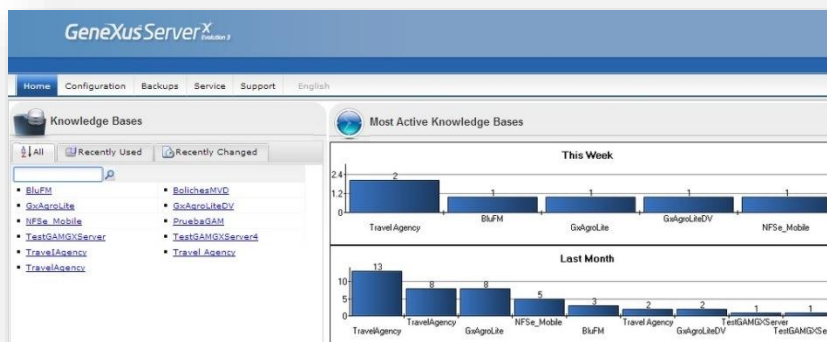 GeneXus Server X
Evolution 3
Home Configuration Backups Service Support English
Knowledge Bases
All Recently Used Recently Changed
BluFM BolichesMVD
GxAgroLite GxAgroLiteDV
NFSe_Mobile PruebaGAM
TestGAMGXServer TestGAMGXServer4
TravelAgency Travel Agency
TravelAgency
Most Active Knowledge Bases
This Week
2.4
1.2
0
2 1 1 1 1
Travel Agency BluFM GxAgroLite GxAgroLiteDV NFSe_Mobile
Last Month
10
5
0
13 8 8 5 3 2 2 1 1
TravelAgency TravelAgency GxAgroLite NFSe_Mobile BluFM Travel Agency GxAgroLiteDV TestGAMGXServer TestGAMGXSe